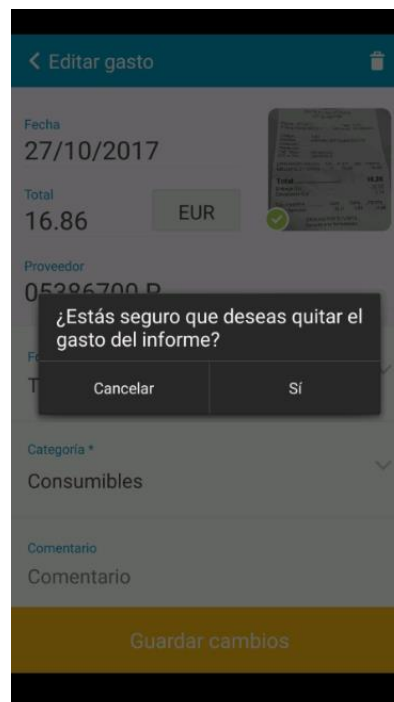 Editar gasto
Fecha
27/10/2017
Total
16.86
EUR
Proveedor
05386700
¿Estás seguro que deseas quitar el
gasto del informe?
Cancelar
Sí
Categoría *
Consumibles
Comentario
Comentario
Guardar cambios